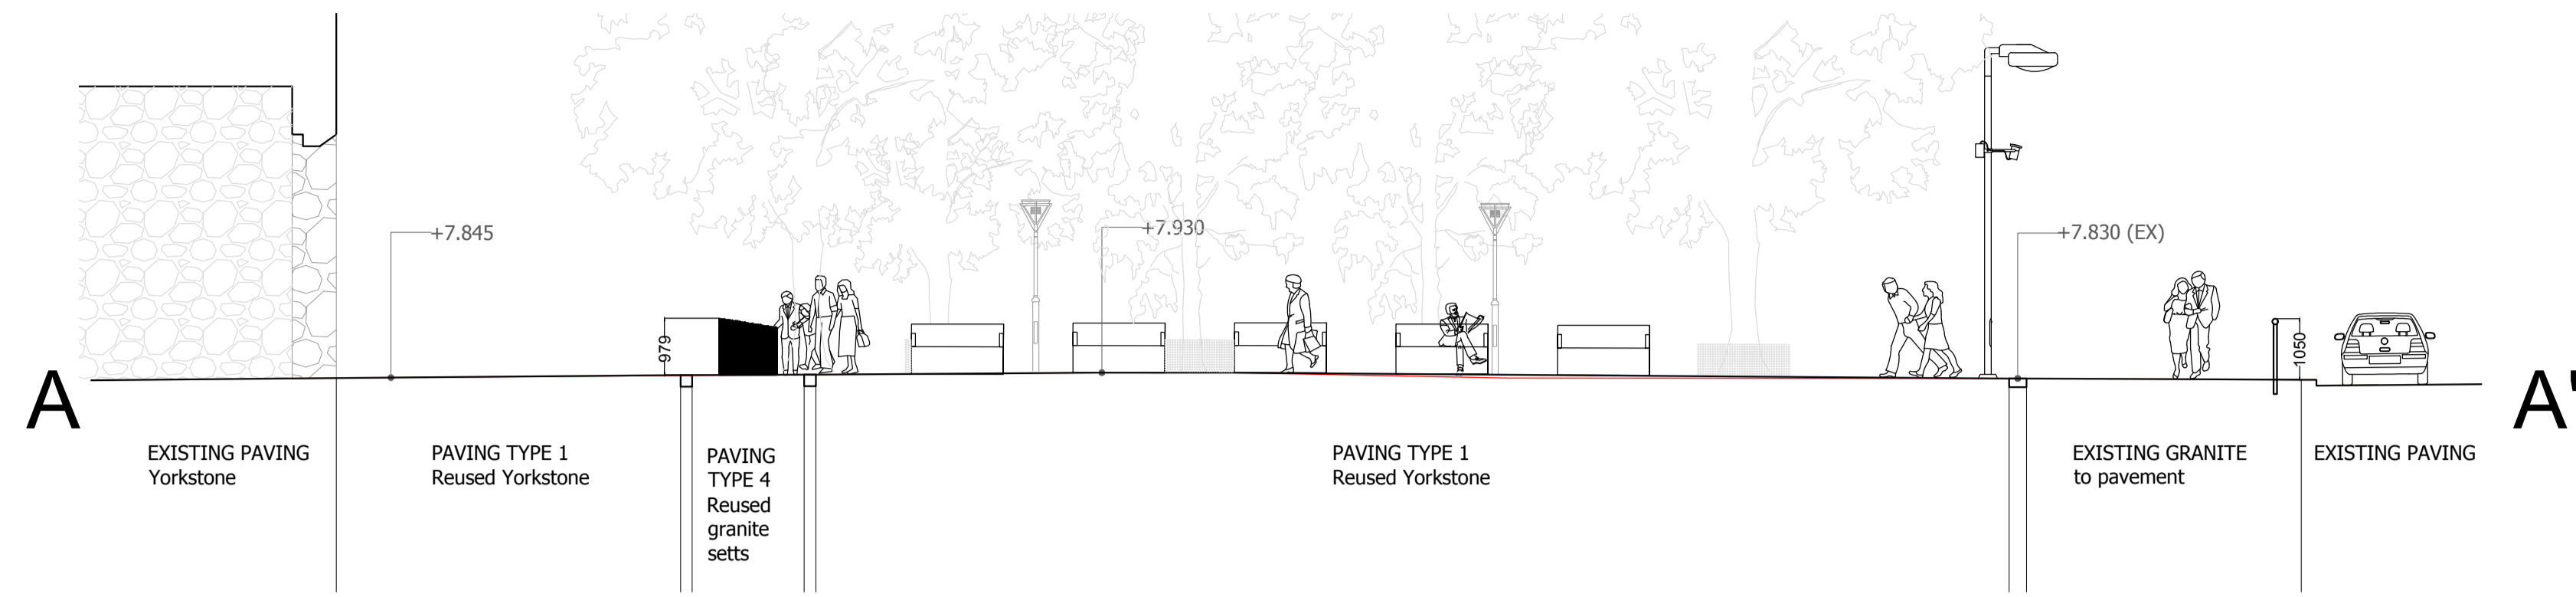 +7.845
+7.930
+7.830 (EX)
979
1050
A
A'
EXISTING PAVING
Yorkstone
PAVING TYPE 1
Reused Yorkstone
PAVING
TYPE 4
Reused
granite
setts
PAVING TYPE 1
Reused Yorkstone
EXISTING GRANITE
to pavement
EXISTING PAVING